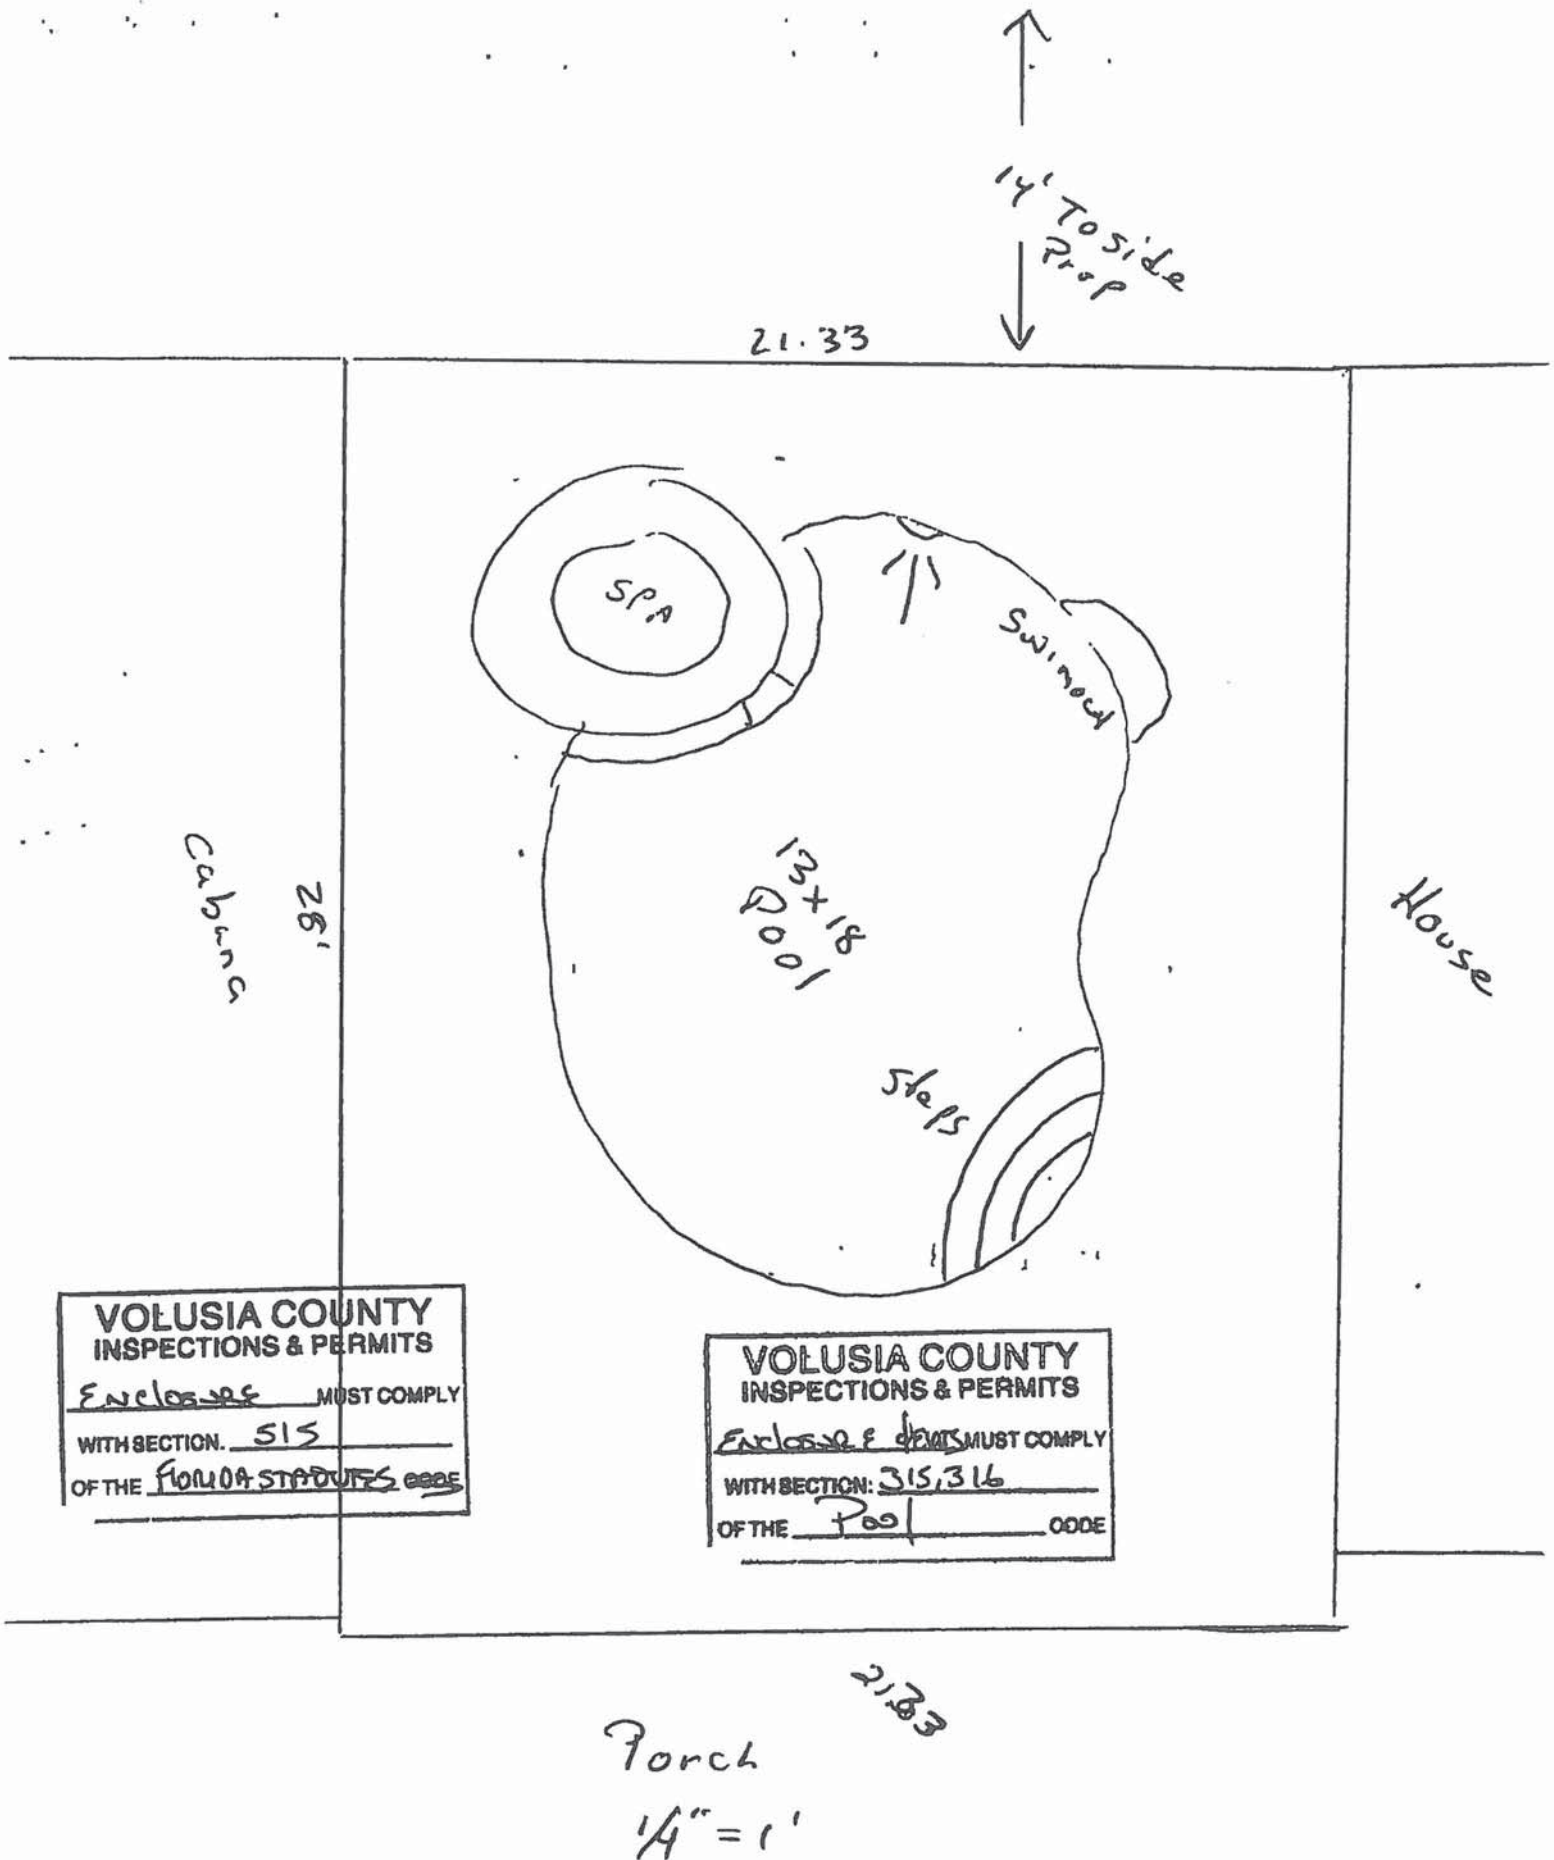 14' To side
Prop
21.33
SPA
Swimout
Cabana
28'
13x18
Pool
House
Steps
VOLUSIA COUNTY
INSPECTIONS & PERMITS
Enclosure MUST COMPLY
WITH SECTION. 515
OF THE FLORIDA STATUTES CODE
VOLUSIA COUNTY
INSPECTIONS & PERMITS
Enclosure & MUST COMPLY
WITH SECTION: 315,316
OF THE Pool CODE
21.33
Porch
1/4" = 1'